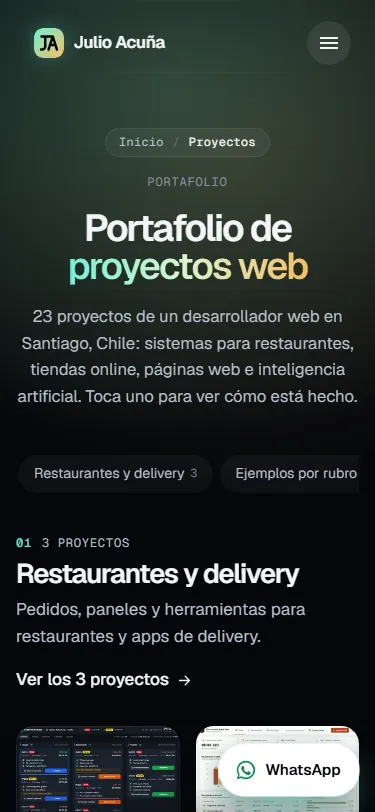 JA Julio Acuña
Inicio / Proyectos
PORTAFOLIO
Portafolio de
proyectos web
23 proyectos de un desarrollador web en
Santiago, Chile: sistemas para restaurantes,
tiendas online, páginas web e inteligencia
artificial. Toca uno para ver cómo está hecho.
Restaurantes y delivery 3
Ejemplos por rubro
01 3 PROYECTOS
Restaurantes y delivery
Pedidos, paneles y herramientas para
restaurantes y apps de delivery.
Ver los 3 proyectos →
WhatsApp